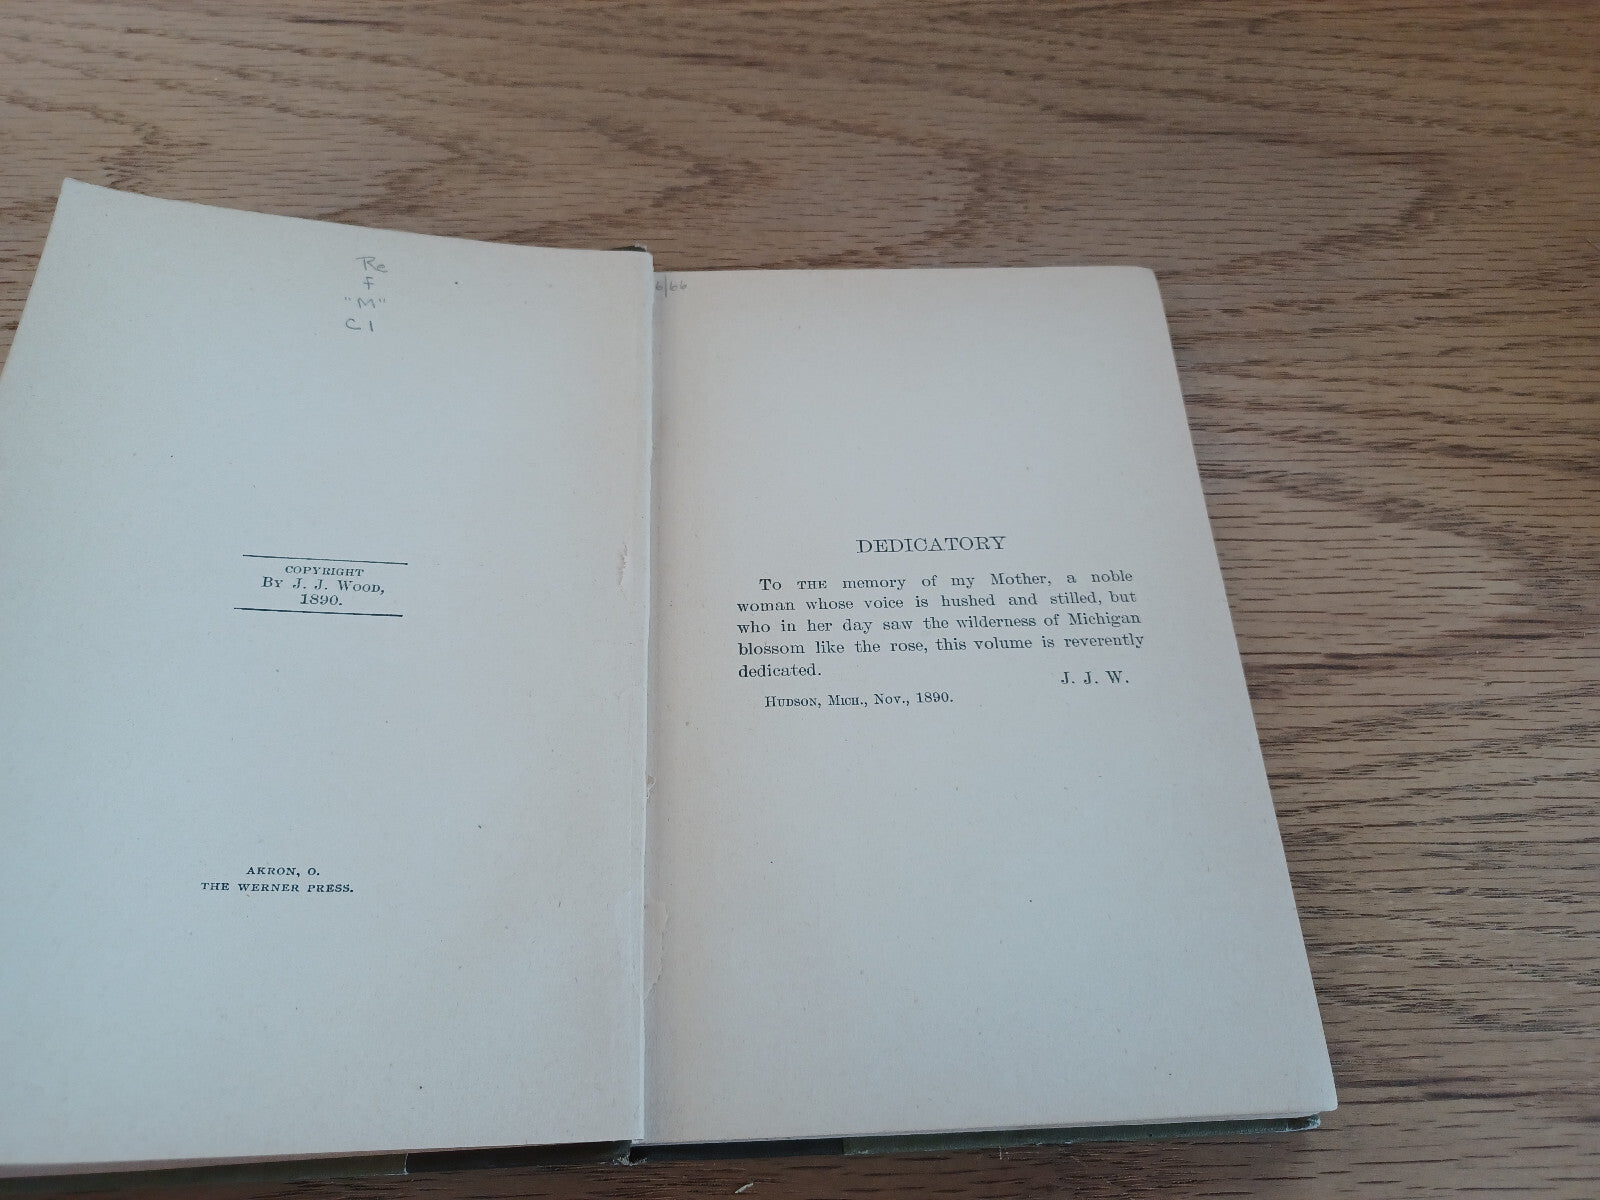 Re
f
"M"
C1
COPYRIGHT
BY J. J. WOOD,
1890.
AKRON, O.
THE WERNER PRESS.
6/66
DEDICATORY
TO THE memory of my Mother, a noble
woman whose voice is hushed and stilled, but
who in her day saw the wilderness of Michigan
blossom like the rose, this volume is reverently
dedicated.
J. J. W.
HUDSON, MICH., NOV., 1890.